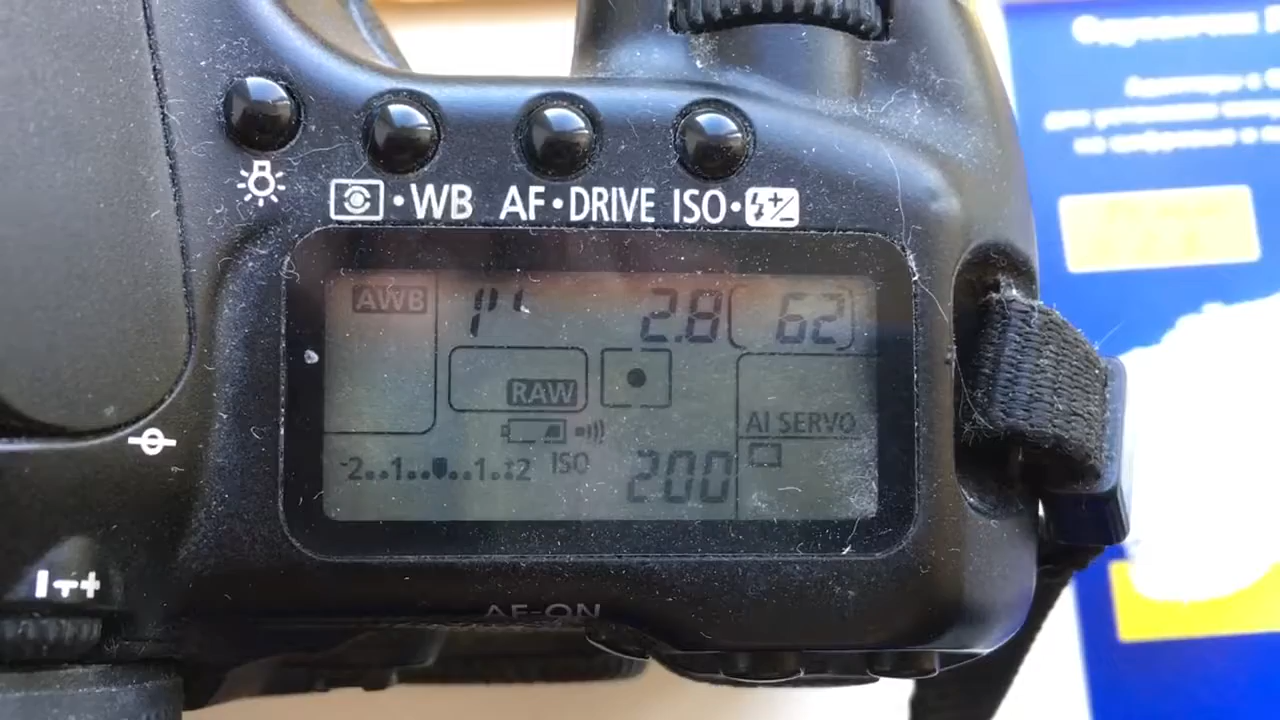 WB AF•DRIVE ISO•
AWB 1" 2.8 [62]
RAW
AI SERVO
-2..1..▼..1..:2 ISO 200
AF-ON